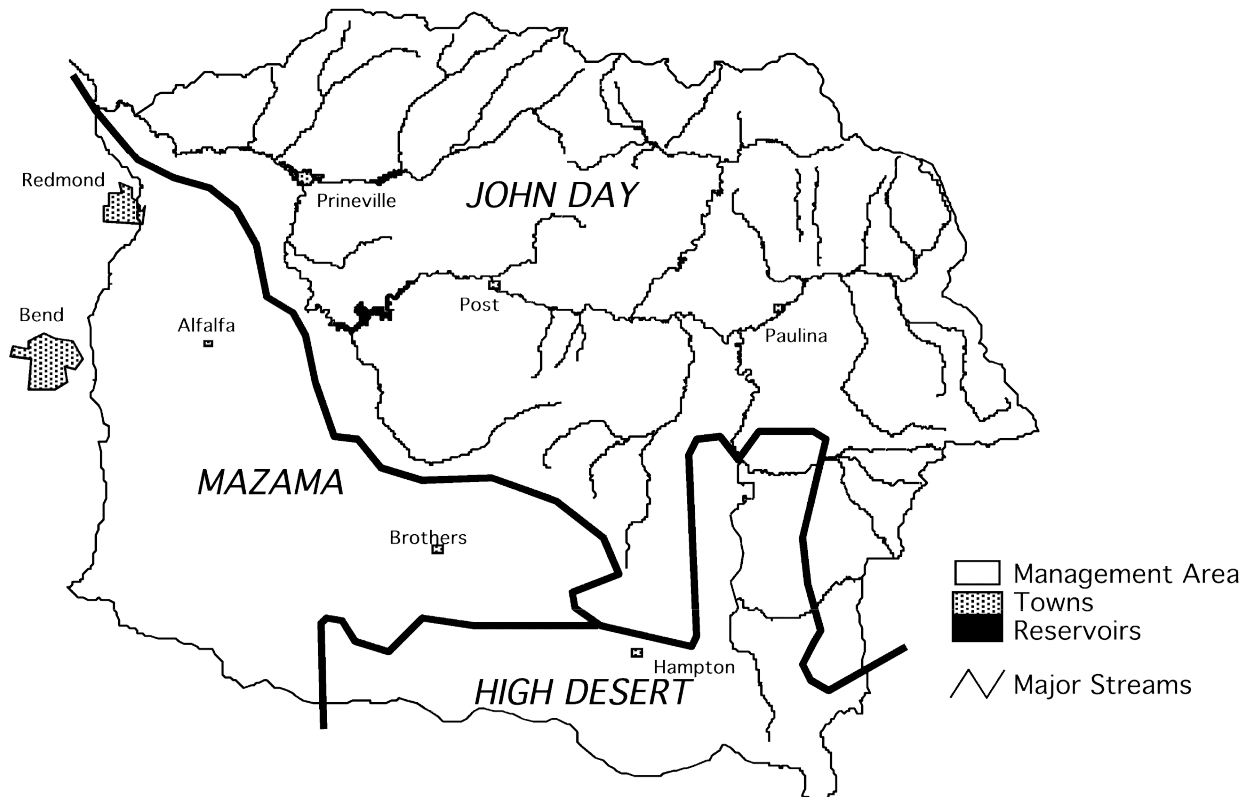 Redmond
Prineville
JOHN DAY
Bend
Alfalfa
Post
Paulina
MAZAMA
Brothers
Hampton
HIGH DESERT
Management Area
Towns
Reservoirs
Major Streams